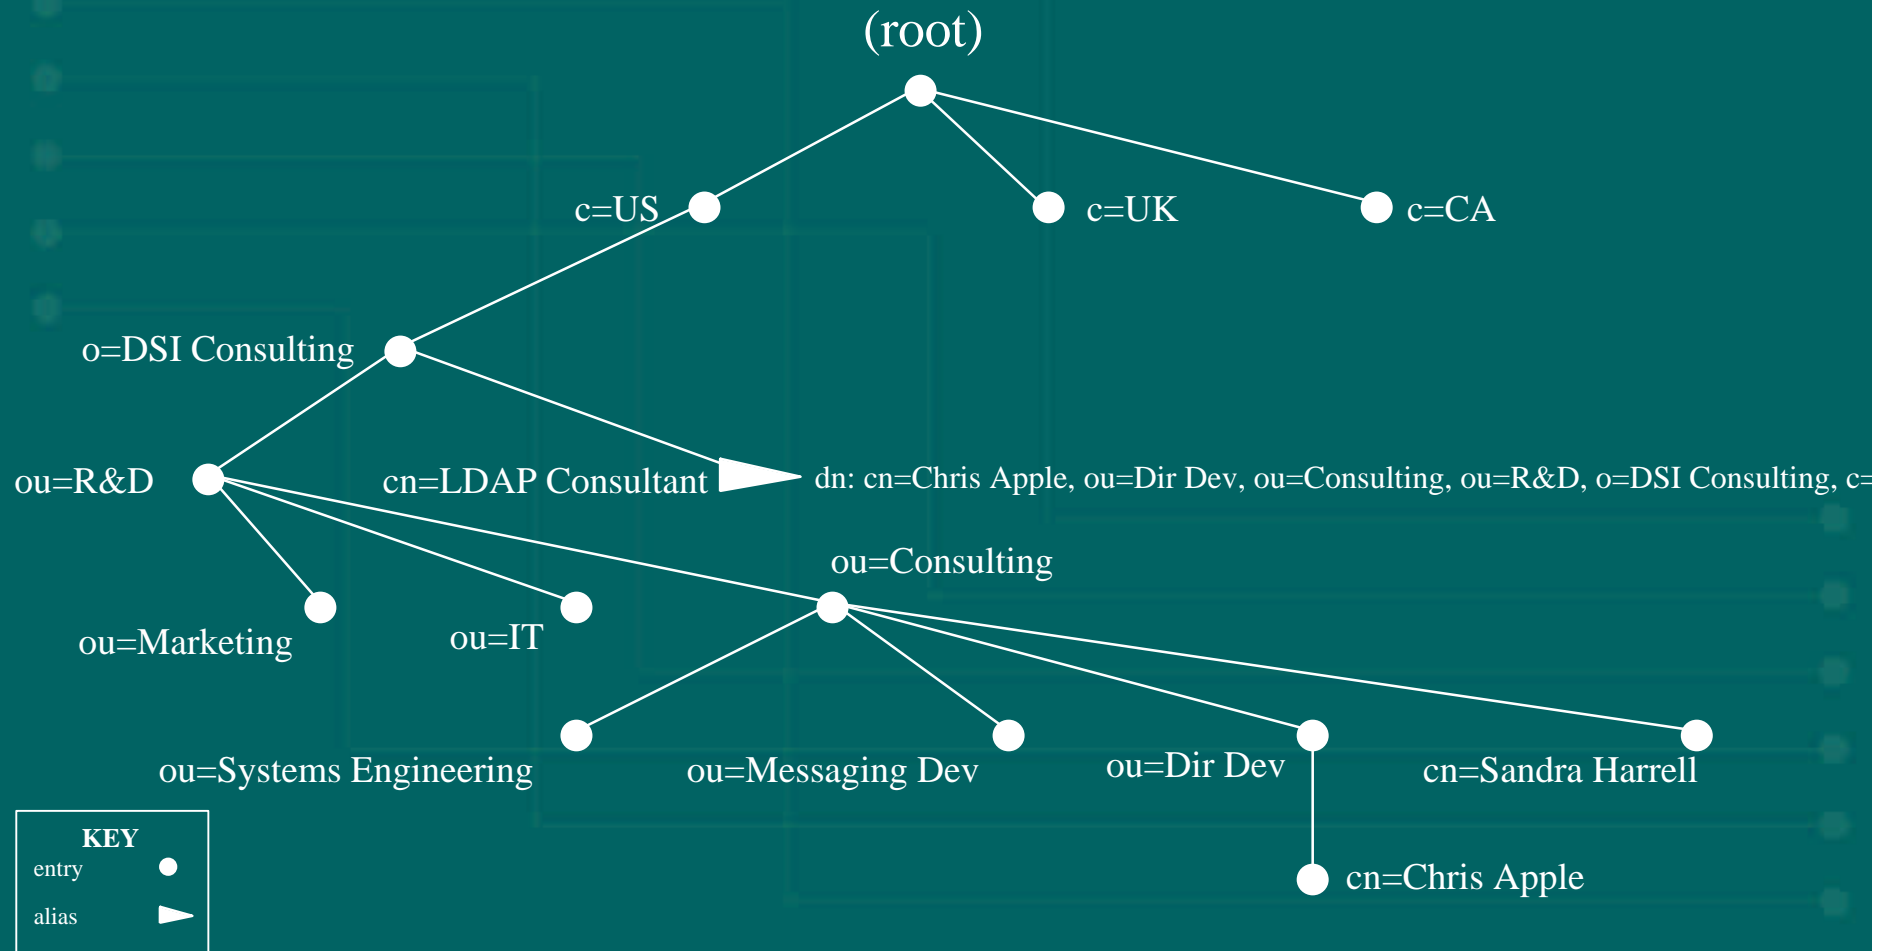 (root)
c=US
c=UK
c=CA
o=DSI Consulting
ou=R&D
cn=LDAP Consultant
dn: cn=Chris Apple, ou=Dir Dev, ou=Consulting, ou=R&D, o=DSI Consulting, c=
ou=Consulting
ou=Marketing
ou=IT
ou=Systems Engineering
ou=Messaging Dev
ou=Dir Dev
cn=Sandra Harrell
cn=Chris Apple
KEY
entry
alias